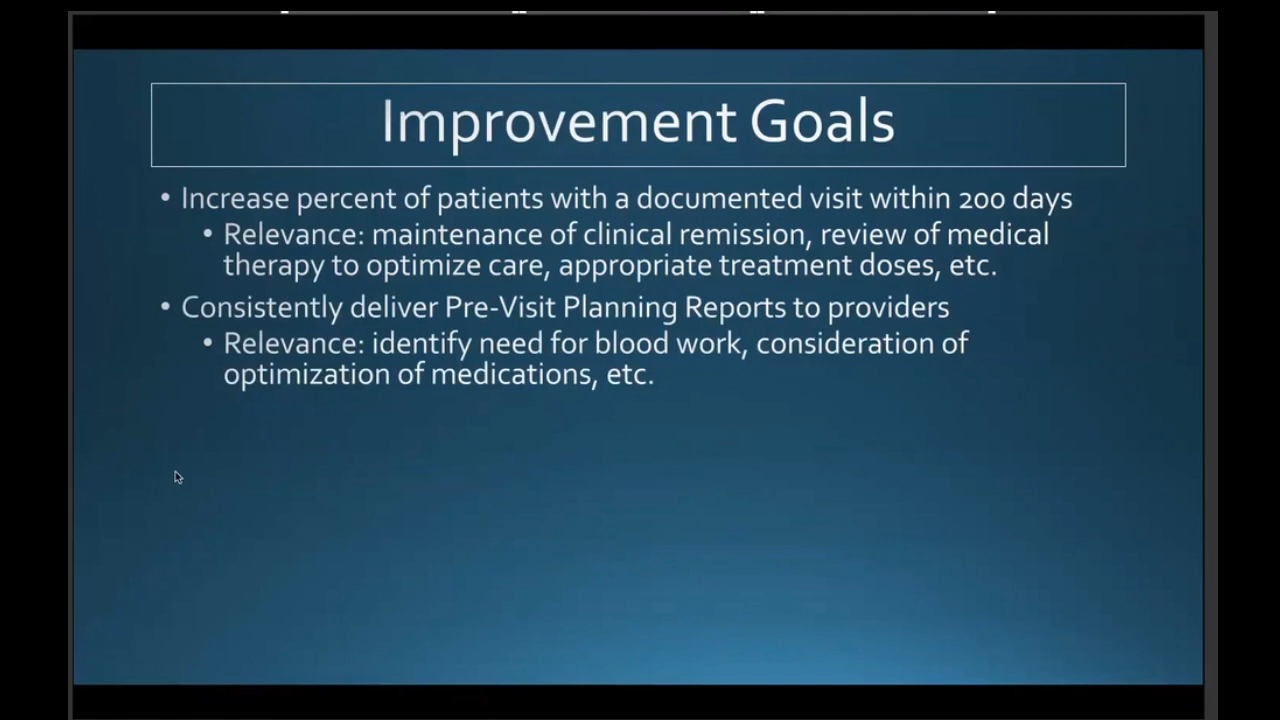 Improvement Goals
• Increase percent of patients with a documented visit within 200 days
• Relevance: maintenance of clinical remission, review of medical
therapy to optimize care, appropriate treatment doses, etc.
• Consistently deliver Pre-Visit Planning Reports to providers
• Relevance: identify need for blood work, consideration of
optimization of medications, etc.